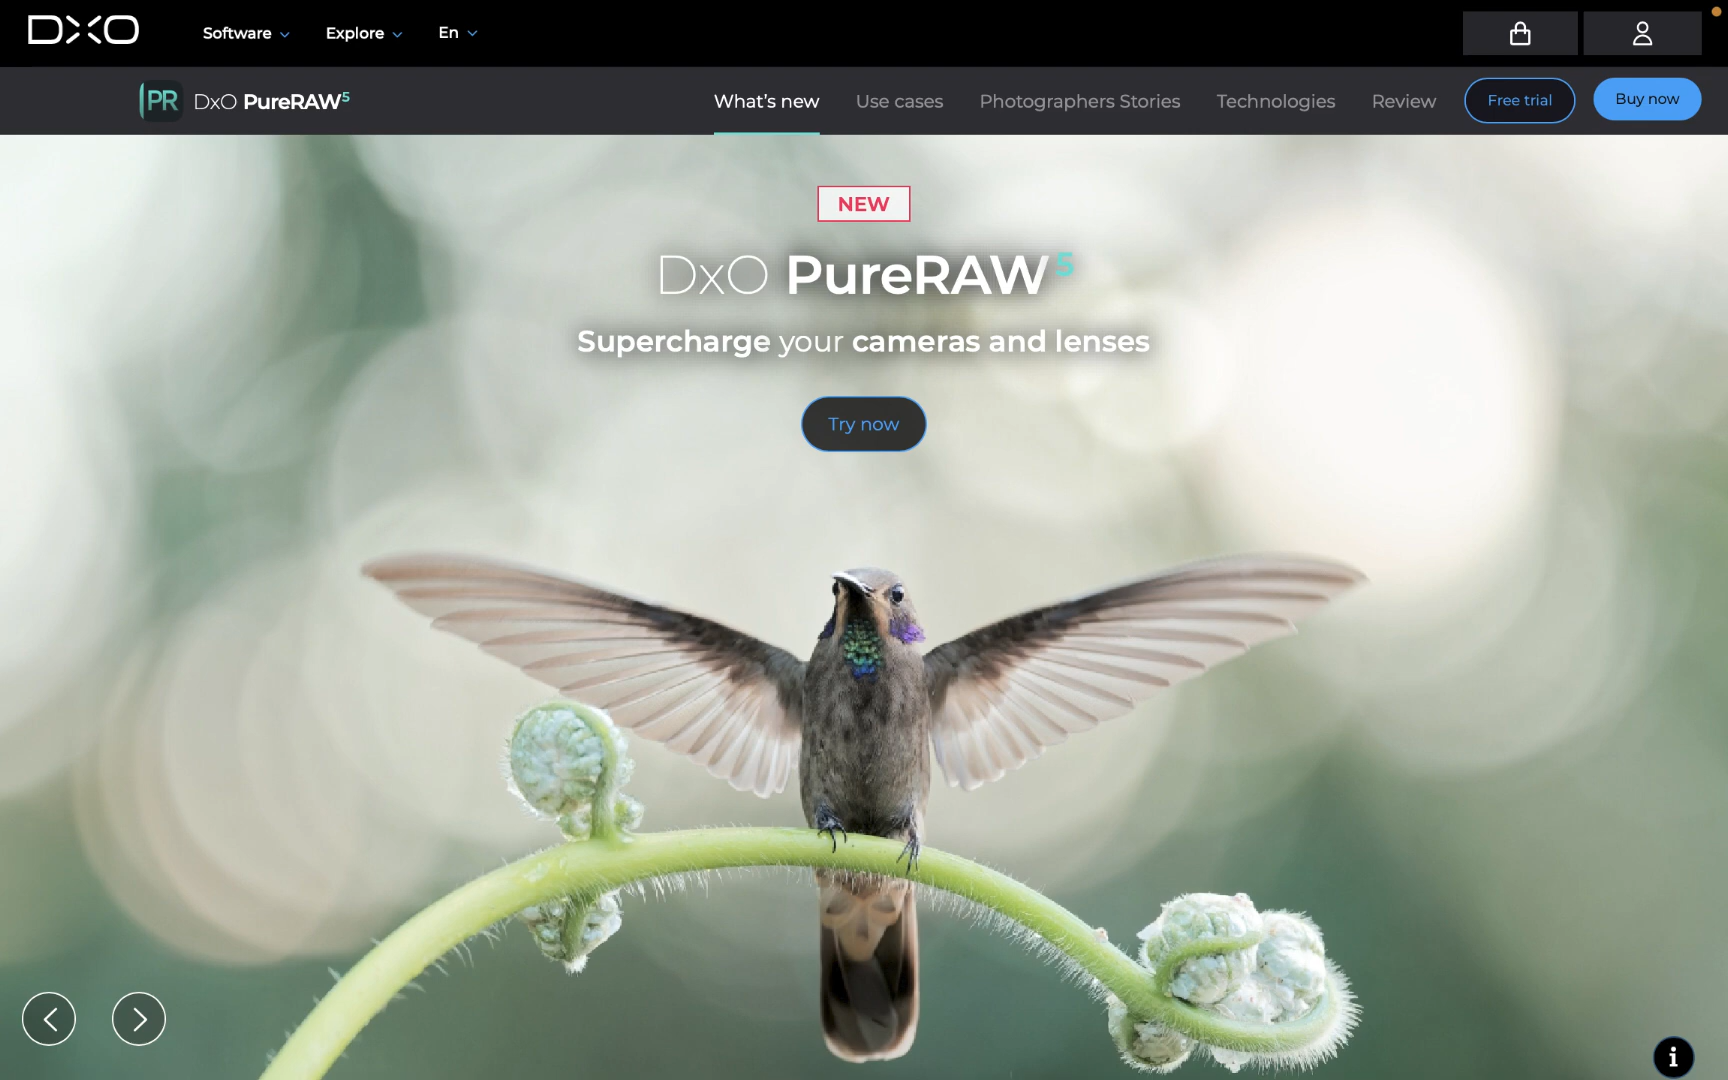 DXO
Software
Explore
En
PR DxO PureRAW5
What's new
Use cases
Photographers Stories
Technologies
Review
Free trial
Buy now
NEW
DxO PureRAW5
Supercharge your cameras and lenses
Try now
i